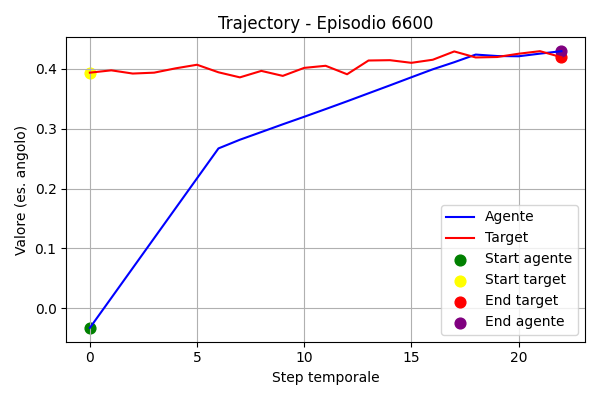 Trajectory - Episodio 6600
Valore (es. angolo)
0.4
0.3
0.2
0.1
0.0
Agente
Target
Start agente
Start target
End target
End agente
0 5 10 15 20
Step temporale